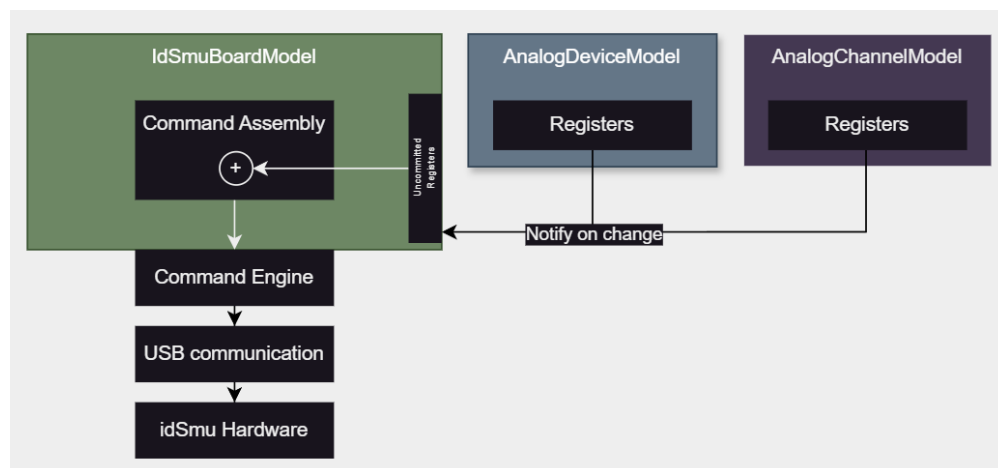 IdSmuBoardModel
Command Assembly
+
Uncommitted
Registers
AnalogDeviceModel
Registers
AnalogChannelModel
Registers
Notify on change
Command Engine
USB communication
idSmu Hardware